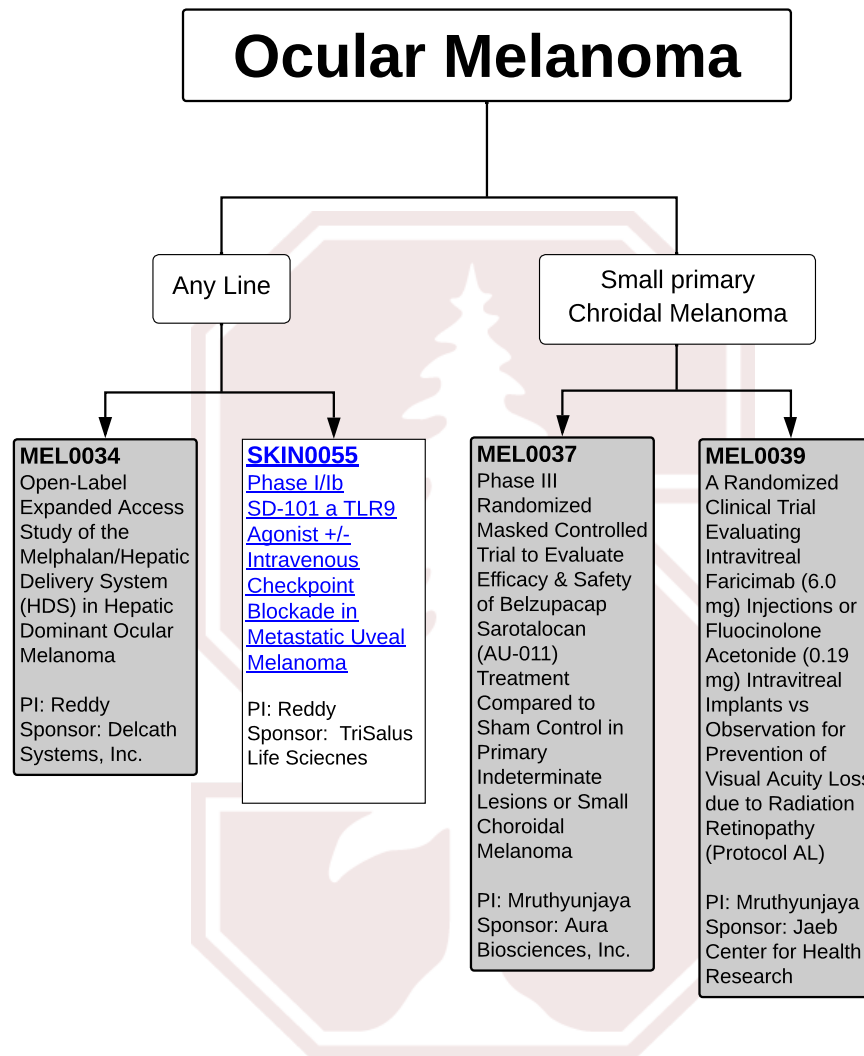 Ocular Melanoma
Any Line
Small primary
Chroidal Melanoma
MEL0034
Open-Label
Expanded Access
Study of the
Melphalan/Hepatic
Delivery System
(HDS) in Hepatic
Dominant Ocular
Melanoma
PI: Reddy
Sponsor: Delcath
Systems, Inc.
SKIN0055
Phase I/Ib
SD-101 a TLR9
Agonist +/-
Intravenous
Checkpoint
Blockade in
Metastatic Uveal
Melanoma
PI: Reddy
Sponsor:  TriSalus
Life Sciecnes
MEL0037
Phase III
Randomized
Masked Controlled
Trial to Evaluate
Efficacy & Safety
of Belzupacap
Sarotalocan
(AU-011)
Treatment
Compared to
Sham Control in
Primary
Indeterminate
Lesions or Small
Choroidal
Melanoma
PI: Mruthyunjaya
Sponsor: Aura
Biosciences, Inc.
MEL0039
A Randomized
Clinical Trial
Evaluating
Intravitreal
Faricimab (6.0
mg) Injections or
Fluocinolone
Acetonide (0.19
mg) Intravitreal
Implants vs
Observation for
Prevention of
Visual Acuity Loss
due to Radiation
Retinopathy
(Protocol AL)
PI: Mruthyunjaya
Sponsor: Jaeb
Center for Health
Research